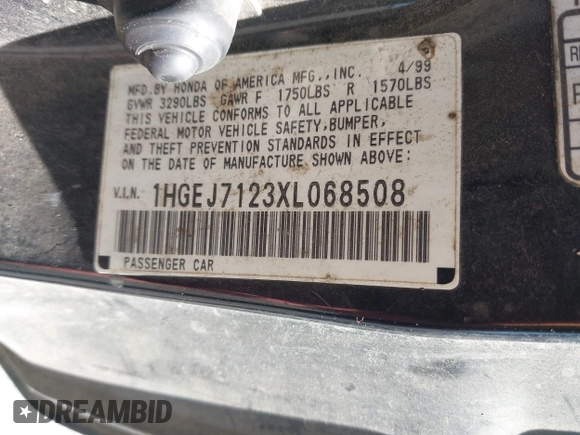 MFD.BY HONDA OF AMERICA MFG.,INC. 4/99
GVWR 3290LBS GAWR F 1750LBS R 1570LBS
THIS VEHICLE CONFORMS TO ALL APPLICABLE
FEDERAL MOTOR VEHICLE SAFETY,BUMPER,
AND THEFT PREVENTION STANDARDS IN EFFECT
ON THE DATE OF MANUFACTURE SHOWN ABOVE:
V.I.N. 1HGEJ7123XL068508
PASSENGER CAR
DREAMBID